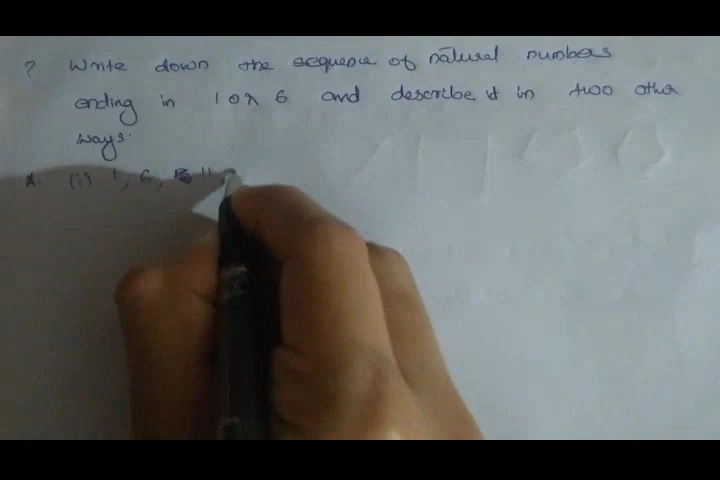 ? Write down the sequence of natural numbers
ending in 1 or 6 and describe it in two other
ways.
(i) 1, 6, 11